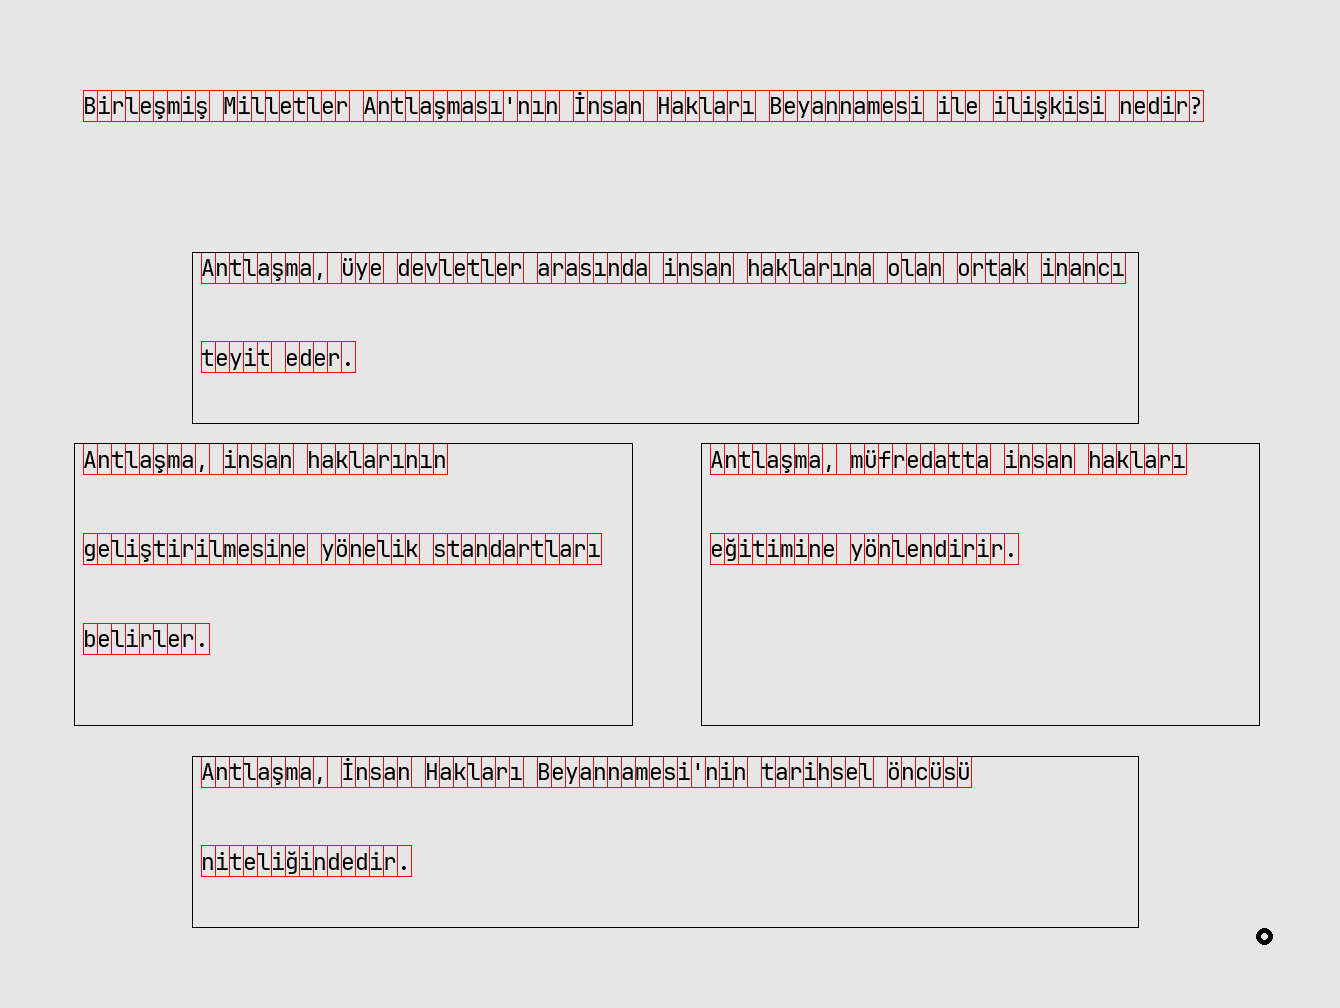 Birleşmiş Milletler Antlaşması'nın İnsan Hakları Beyannamesi ile ilişkisi nedir?
Antlaşma, üye devletler arasında insan haklarına olan ortak inancı
teyit eder.
Antlaşma, insan haklarının
geliştirilmesine yönelik standartları
belirler.
Antlaşma, müfredatta insan hakları
eğitimine yönlendirir.
Antlaşma, İnsan Hakları Beyannamesi'nin tarihsel öncüsü
niteliğindedir.